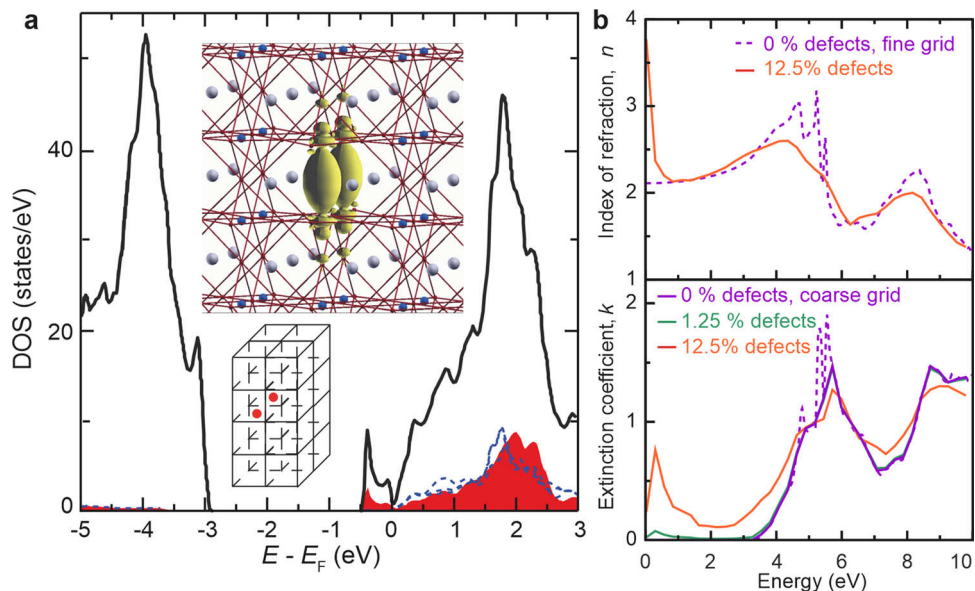 a
DOS (states/eV)
40
20
0
-5 -4 -3 -2 -1 0 1 2 3
E - E_F (eV)
b
Index of refraction, n
4
3
2
1
0 % defects, fine grid
12.5% defects
Extinction coefficient, k
2
1
0
0 % defects, coarse grid
1.25 % defects
12.5% defects
0 2 4 6 8 10
Energy (eV)